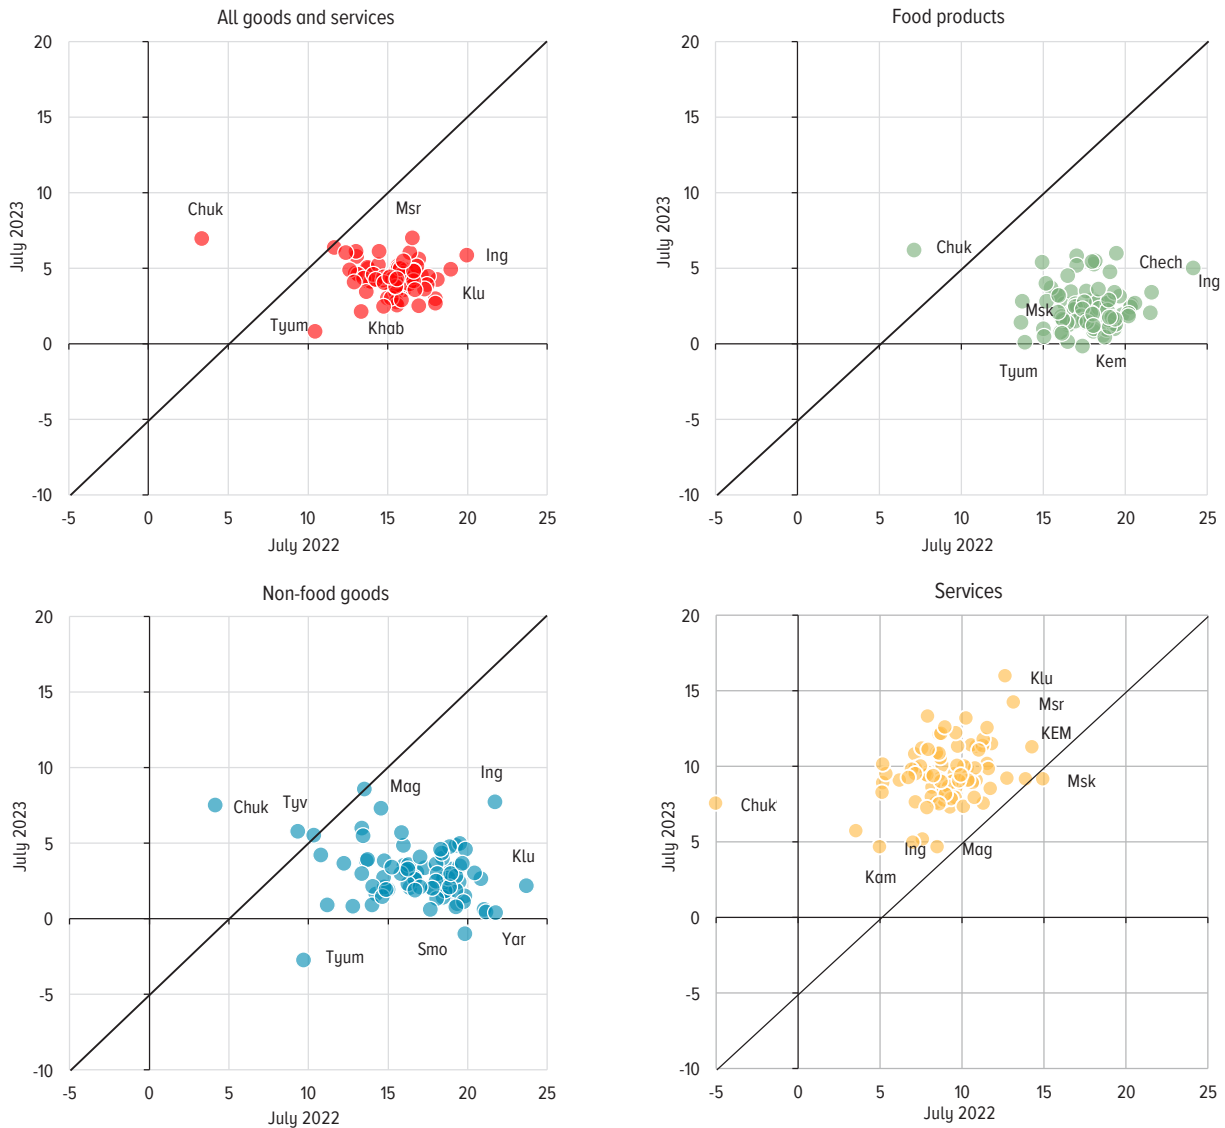 All goods and services
20
15
10
5
0
-5
-10
-5
0
5
10
15
20
25
July 2023
July 2022
Chuk
Msr
Ing
Klu
Tyum
Khab
Food products
20
15
10
5
0
-5
-10
-5
0
5
10
15
20
25
July 2023
July 2022
Chuk
Chech
Ing
Msk
Tyum
Kem
Non-food goods
20
15
10
5
0
-5
-10
-5
0
5
10
15
20
25
July 2023
July 2022
Chuk
Tyv
Mag
Ing
Klu
Tyum
Smo
Yar
Services
20
15
10
5
0
-5
-10
-5
0
5
10
15
20
25
July 2023
July 2022
Klu
Msr
KEM
Msk
Chuk
Ing
Mag
Kam